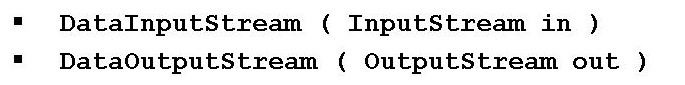 ▪ DataInputStream ( InputStream in )
▪ DataOutputStream ( OutputStream out )